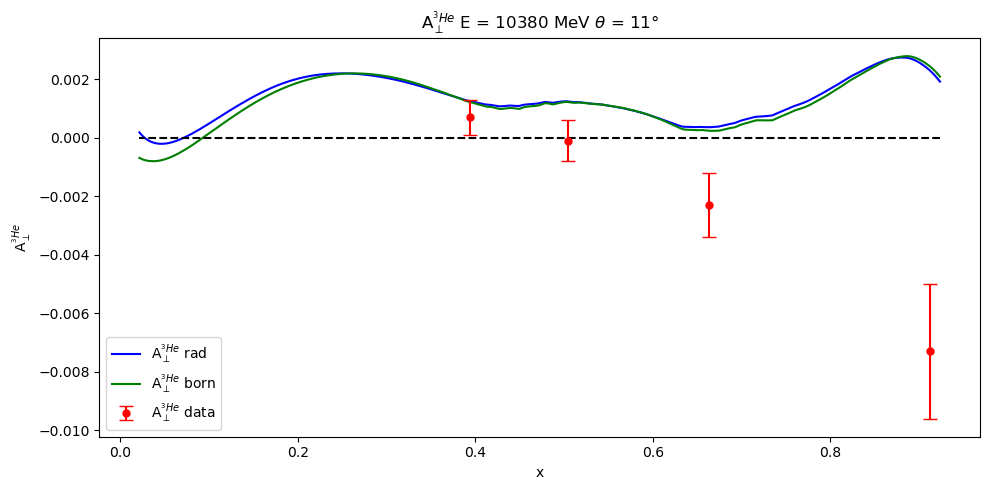 A⊥³ᴴᵉ E = 10380 MeV θ = 11°
A⊥³ᴴᵉ
0.002
0.000
−0.002
−0.004
−0.006
−0.008
−0.010
A⊥³ᴴᵉ rad
A⊥³ᴴᵉ born
A⊥³ᴴᵉ data
0.0 0.2 0.4 0.6 0.8
x